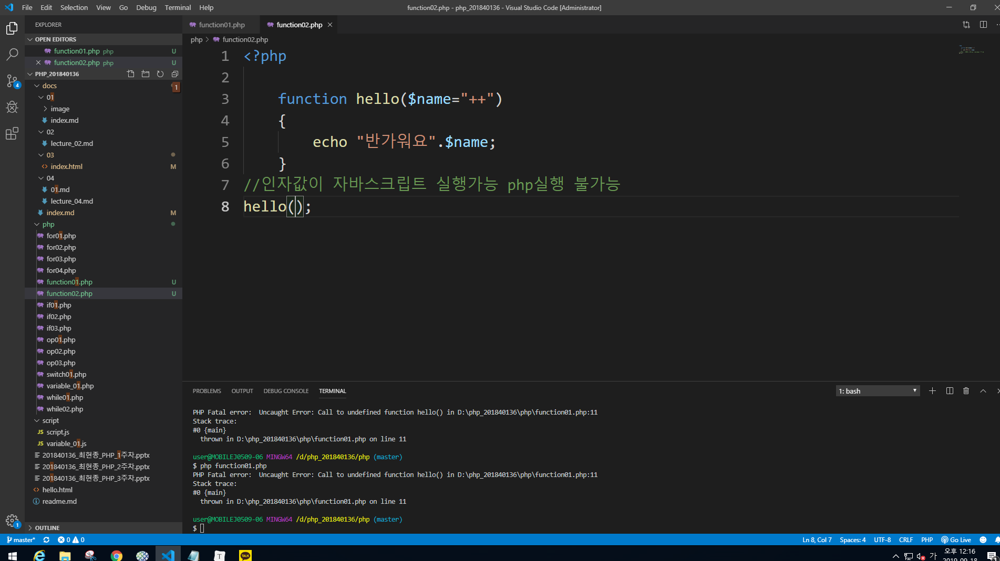 File Edit Selection View Go Debug Terminal Help
function02.php - php_201840136 - Visual Studio Code [Administrator]
EXPLORER
OPEN EDITORS
function01.php php U
function02.php php U
PHP_201840136
docs
1
01
image
index.md
02
lecture_02.md
03
index.html M
04
01.md
lecture_04.md
index.md M
php
for01.php
for02.php
for03.php
for04.php
function01.php U
function02.php U
if01.php
if02.php
if03.php
op01.php
op02.php
op03.php
switch01.php
variable_01.php
while01.php
while02.php
script
JS script.js
JS variable_01.js
201840136_최현종_PHP_1주차.pptx
201840136_최현종_PHP_2주차.pptx
201840136_최현종_PHP_3주차.pptx
hello.html
readme.md
OUTLINE
4
1
function01.php function02.php
php > function02.php
1 <?php
2
3 function hello($name="++")
4 {
5 echo "반가워요".$name;
6 }
7 //인자값이 자바스크립트 실행가능 php실행 불가능
8 hello();
PROBLEMS OUTPUT DEBUG CONSOLE TERMINAL
1: bash
PHP Fatal error:  Uncaught Error: Call to undefined function hello() in D:\php_201840136\php\function01.php:11
Stack trace:
#0 {main}
thrown in D:\php_201840136\php\function01.php on line 11
user@MOBILEJ0509-06 MINGW64 /d/php_201840136/php (master)
$ php function01.php
PHP Fatal error:  Uncaught Error: Call to undefined function hello() in D:\php_201840136\php\function01.php:11
Stack trace:
#0 {main}
thrown in D:\php_201840136\php\function01.php on line 11
user@MOBILEJ0509-06 MINGW64 /d/php_201840136/php (master)
$
master* 0 0
Ln 8, Col 7 Spaces: 4 UTF-8 CRLF PHP Go Live
T
TALK
가
오후 12:16
2019-09-18